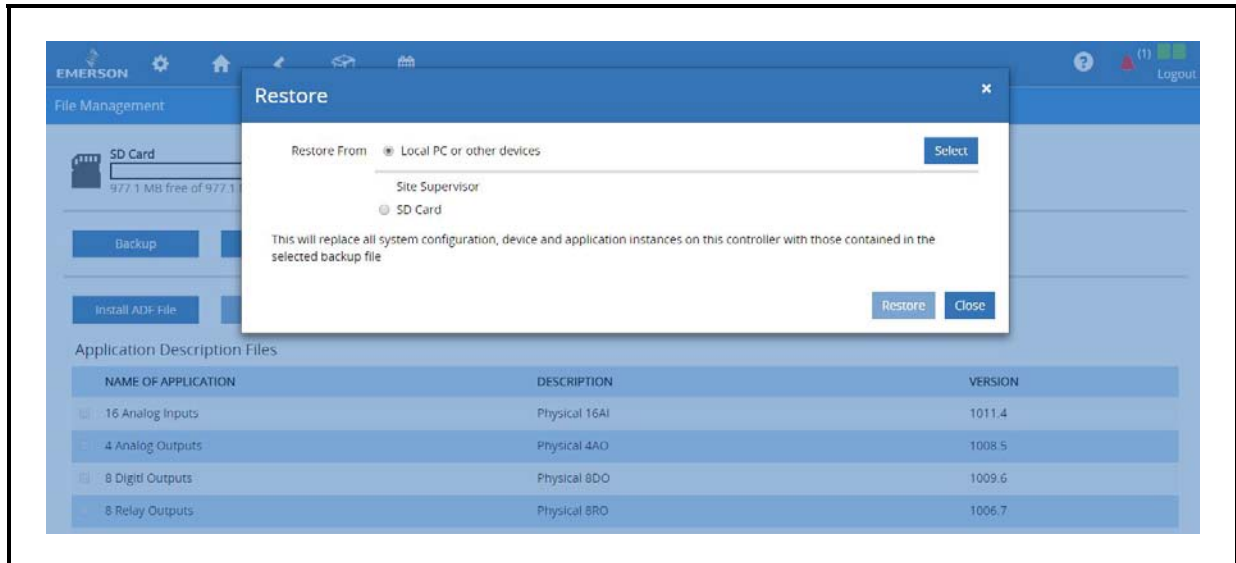 EMERSON
(1)
Logout
File Management
Restore
SD Card
977.1 MB free of 977.1
Restore From
Local PC or other devices
Select
Site Supervisor
SD Card
This will replace all system configuration, device and application instances on this controller with those contained in the
selected backup file
Backup
Restore
Close
Install ADF File
Application Description Files
NAME OF APPLICATION DESCRIPTION VERSION
16 Analog Inputs Physical 16AI 1011.4
4 Analog Outputs Physical 4AO 1008.5
8 Digitl Outputs Physical 8DO 1009.6
8 Relay Outputs Physical 8RO 1006.7